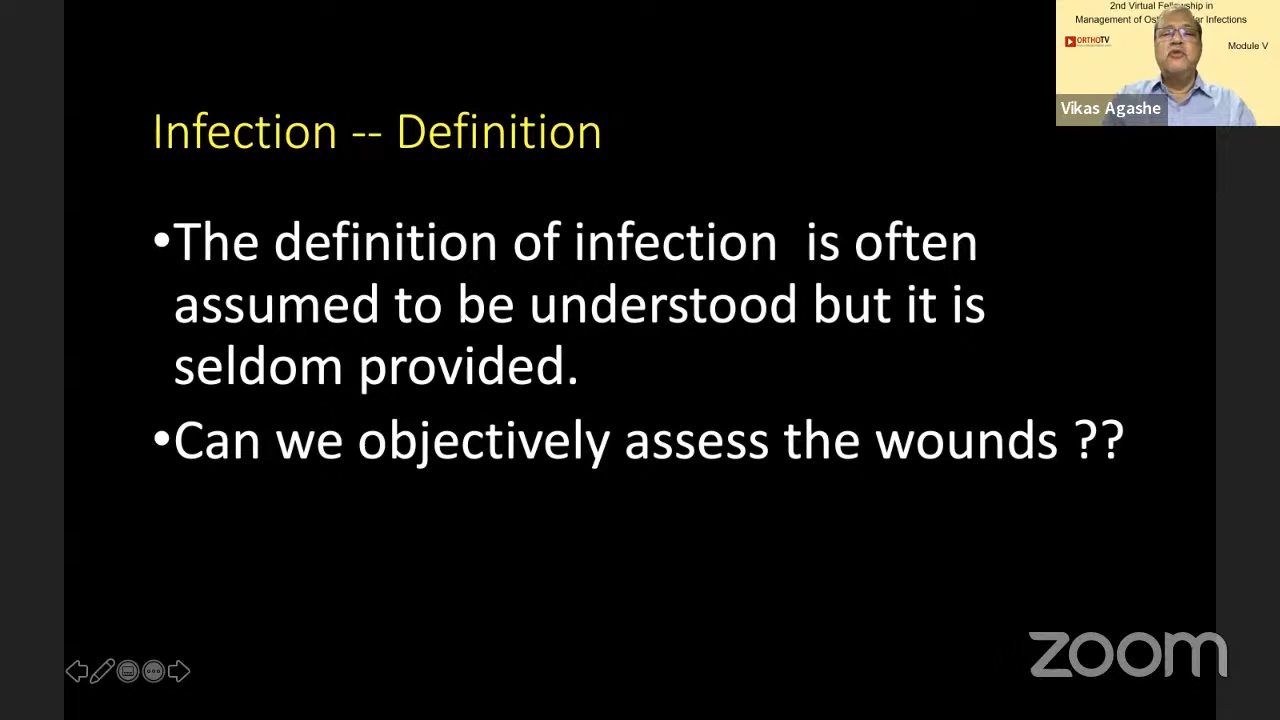 2nd Virtual Fellowship in
Management of Ost ar Infections
ORTHOTV
Module V
Vikas Agashe
Infection -- Definition
•The definition of infection is often
assumed to be understood but it is
seldom provided.
•Can we objectively assess the wounds ??
zoom